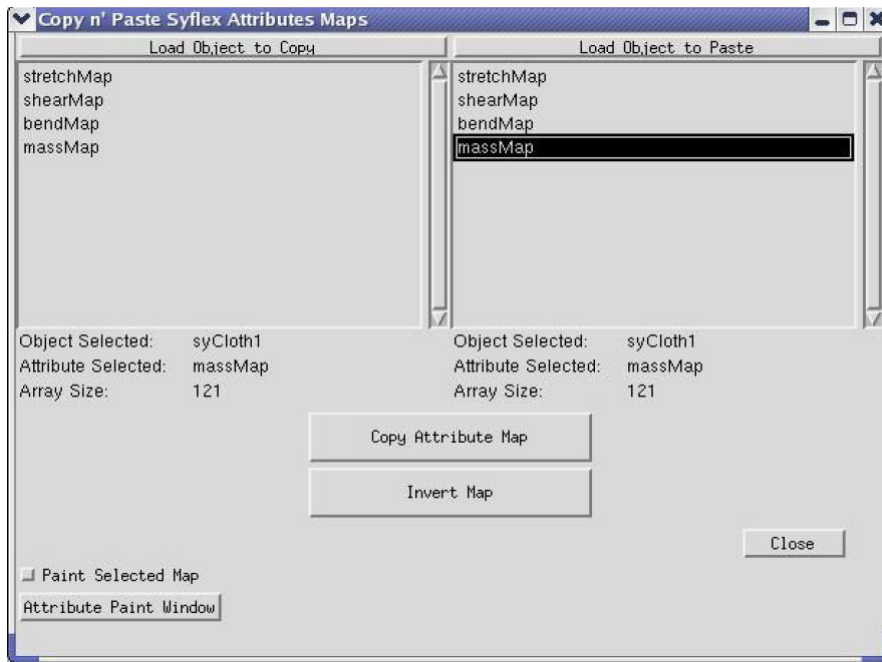 Copy n' Paste Syflex Attributes Maps
Load Object to Copy
Load Object to Paste
stretchMap
shearMap
bendMap
massMap
stretchMap
shearMap
bendMap
massMap
Object Selected: syCloth1
Attribute Selected: massMap
Array Size: 121
Object Selected: syCloth1
Attribute Selected: massMap
Array Size: 121
Copy Attribute Map
Invert Map
Close
Paint Selected Map
Attribute Paint Window